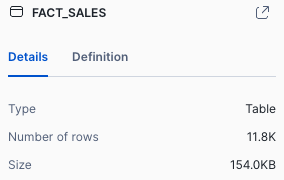 FACT_SALES
Details Definition
Type Table
Number of rows 11.8K
Size 154.0KB